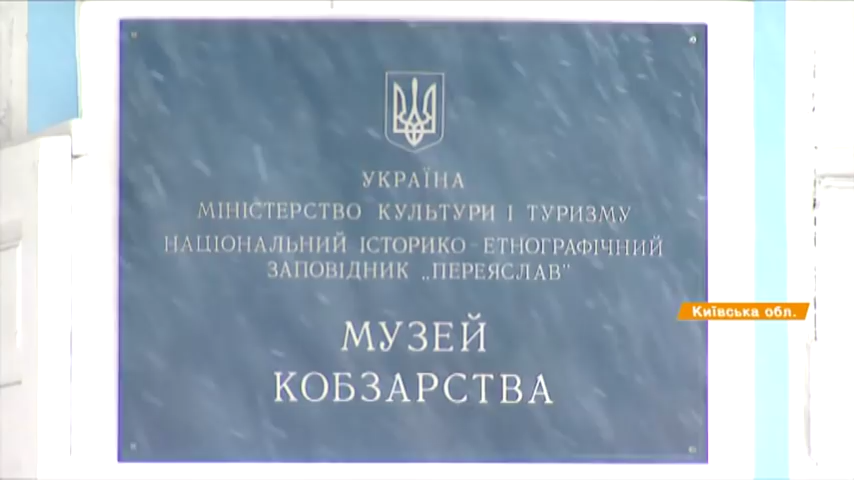 УКРАЇНА
МІНІСТЕРСТВО КУЛЬТУРИ І ТУРИЗМУ
НАЦІОНАЛЬНИЙ ІСТОРИКО-ЕТНОГРАФІЧНИЙ
ЗАПОВІДНИК „ПЕРЕЯСЛАВ"
МУЗЕЙ
КОБЗАРСТВА
Київська обл.